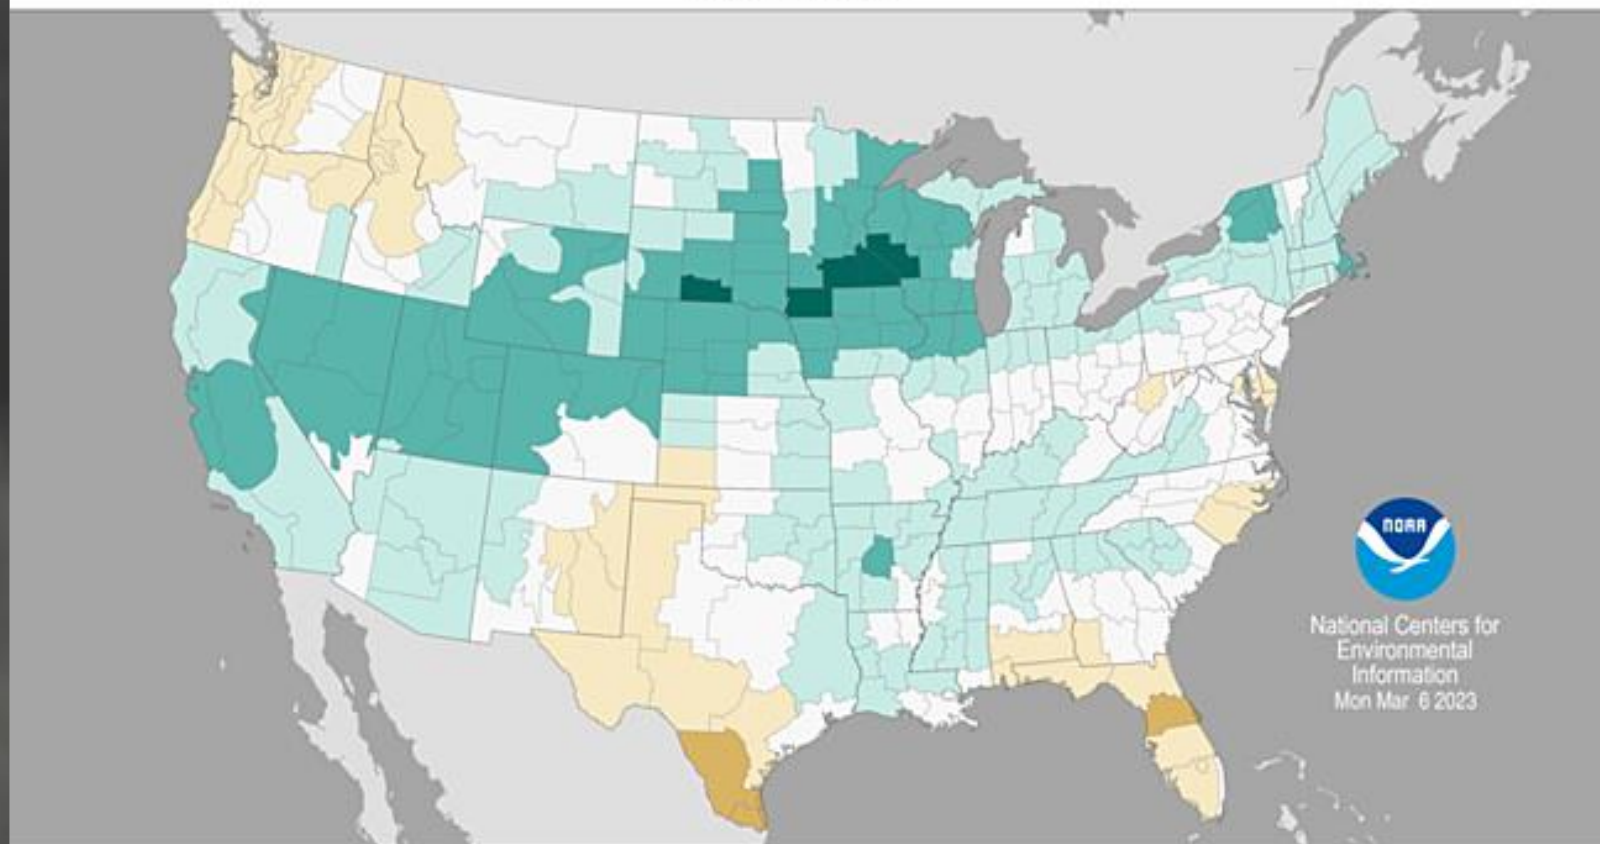 NOAA
National Centers for
Environmental
Information
Mon Mar 6 2023